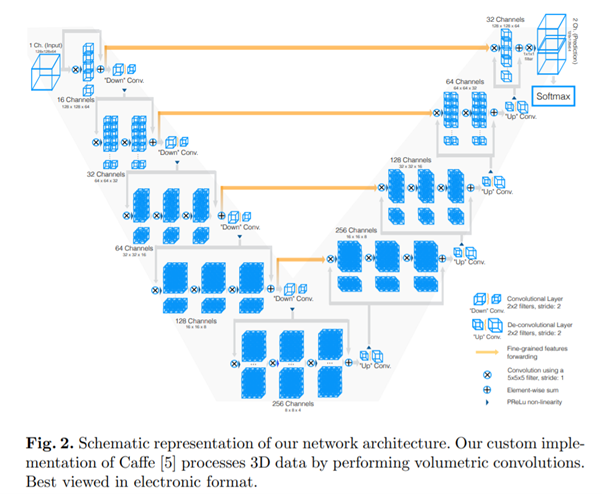 1 Ch. (Input)
128x128x64
"Down" Conv.
16 Channels
128 x 128 x 64
"Down" Conv.
32 Channels
64 x 64 x 32
"Down" Conv.
64 Channels
32 x 32 x 16
"Down" Conv.
128 Channels
16 x 16 x 8
256 Channels
8 x 8 x 4
"Up" Conv.
256 Channels
16 x 16 x 8
"Up" Conv.
128 Channels
32 x 32 x 16
"Up" Conv.
64 Channels
64 x 64 x 32
"Up" Conv.
32 Channels
128 x 128 x 64
1x1x1
filter
2 Ch. (Prediction)
Softmax
"Down" Conv.
Convolutional Layer
2x2 filters, stride: 2
"Up" Conv.
De-convolutional Layer
2x2 filters, stride: 2
Fine-grained features
forwarding
Convolution using a
5x5x5 filter, stride: 1
Element-wise sum
PReLu non-linearity
Fig. 2. Schematic representation of our network architecture. Our custom imple-
mentation of Caffe [5] processes 3D data by performing volumetric convolutions.
Best viewed in electronic format.